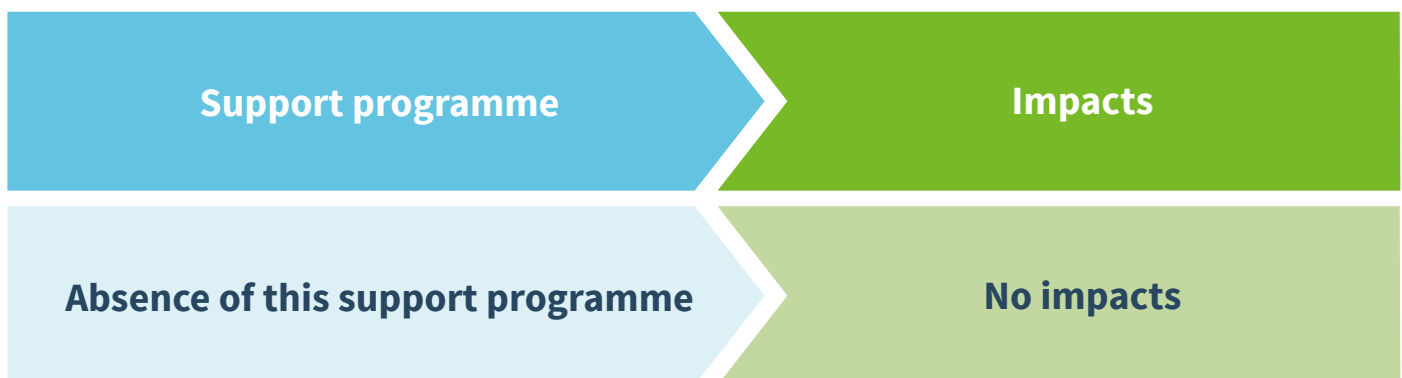 Support programme
Impacts
Absence of this support programme
No impacts